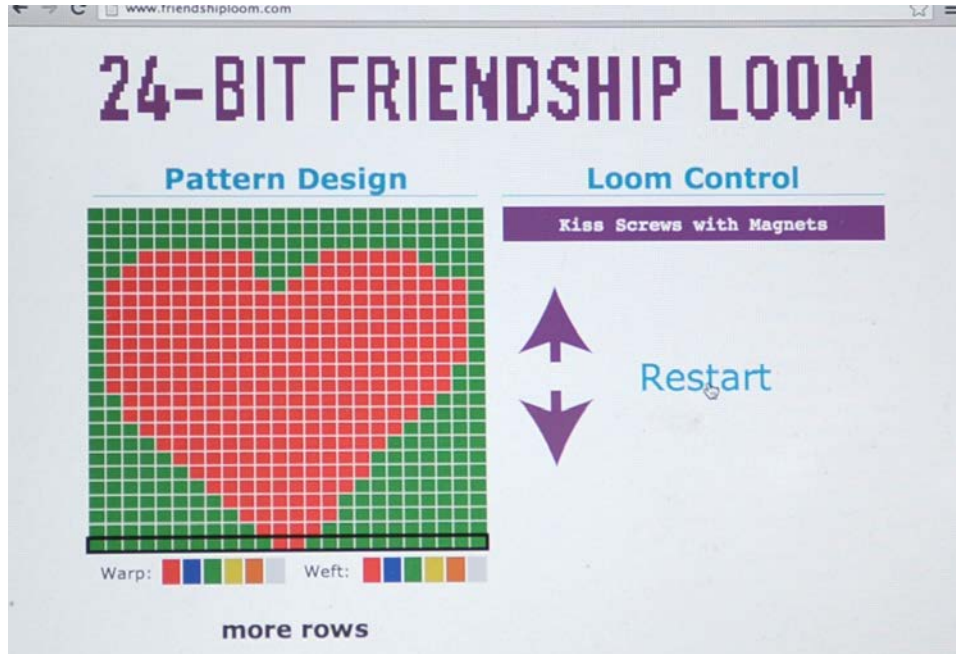 www.friendshiploom.com
24-BIT FRIENDSHIP LOOM
Pattern Design
Loom Control
Kiss Screws with Magnets
Restart
Warp:
Weft:
more rows